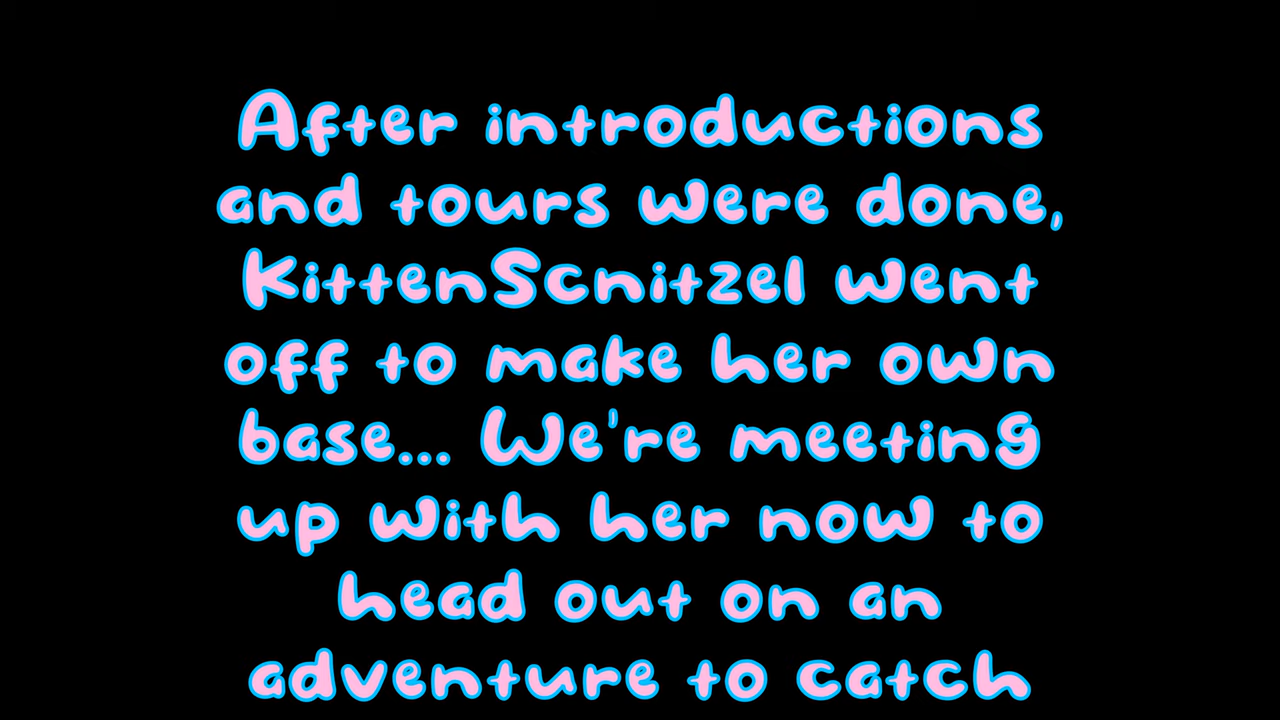 After introductions
and tours were done,
KittenScnitzel went
off to make her own
base... We're meeting
up with her now to
head out on an
adventure to catch